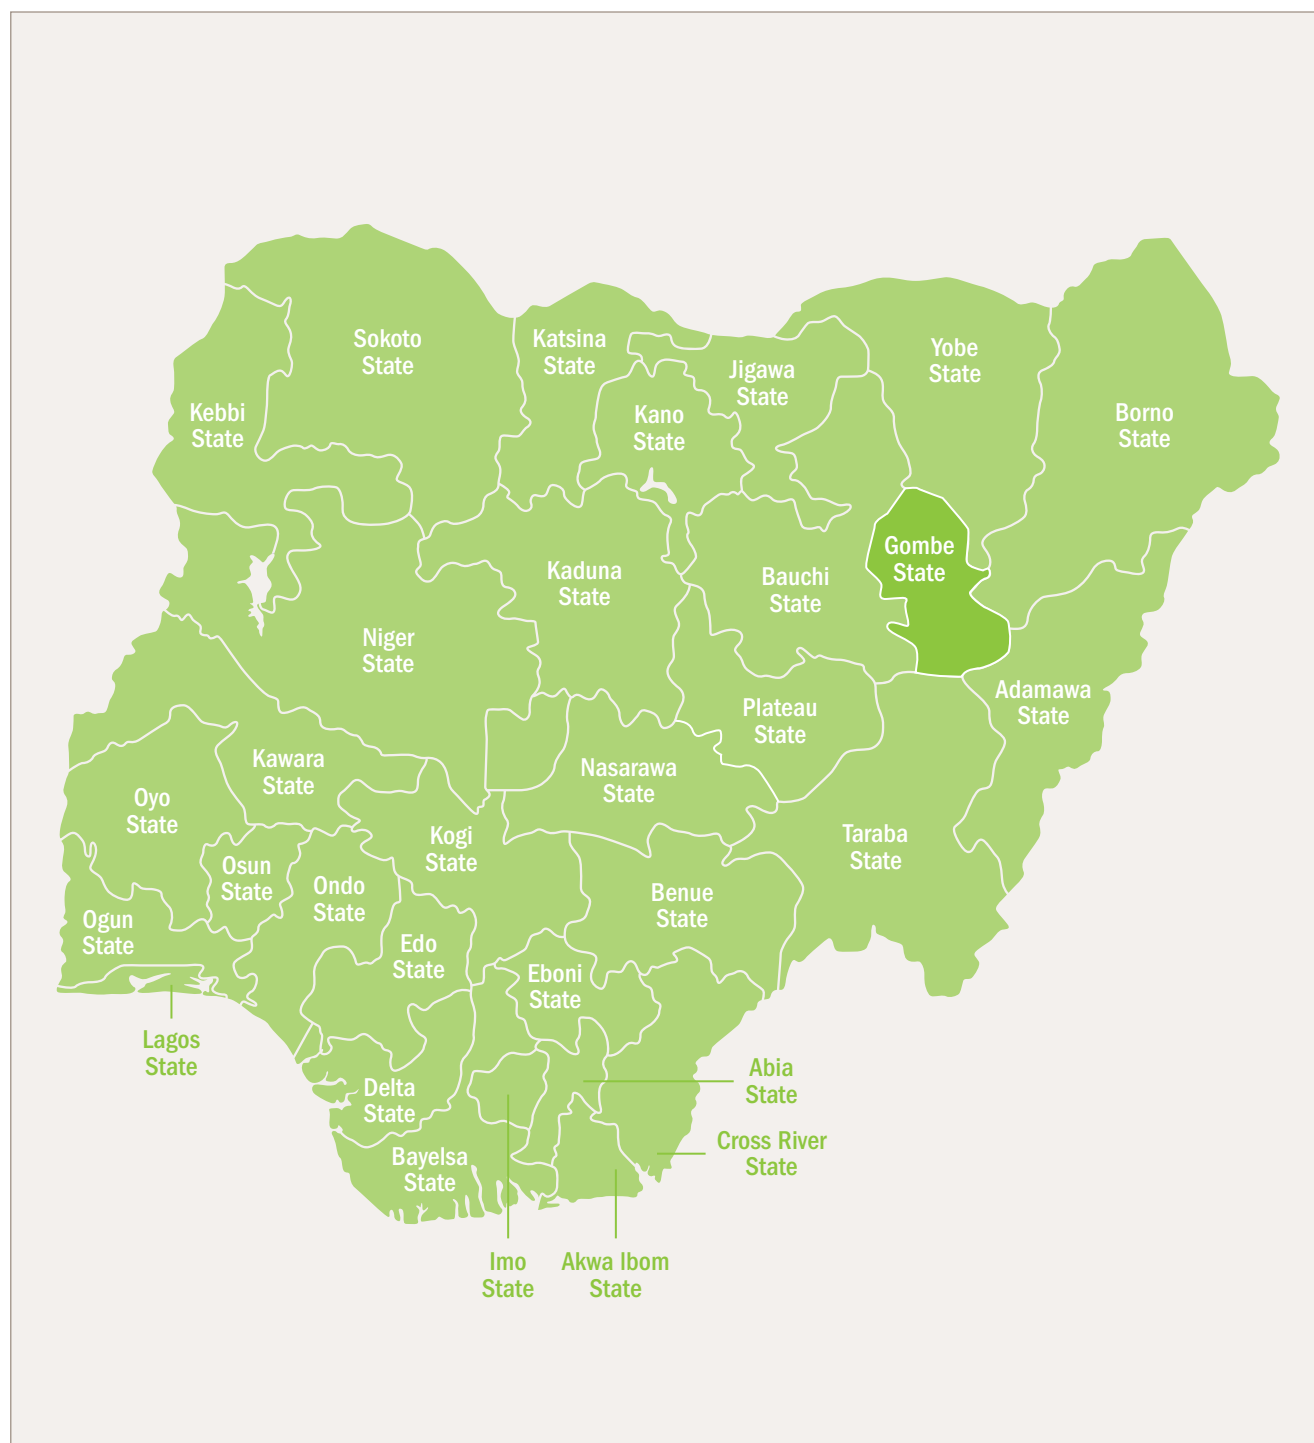 Sokoto
State
Katsina
State
Yobe
State
Jigawa
State
Kebbi
State
Kano
State
Borno
State
Gombe
State
Kaduna
State
Bauchi
State
Niger
State
Adamawa
State
Plateau
State
Kawara
State
Nasarawa
State
Oyo
State
Kogi
State
Taraba
State
Osun
State
Ondo
State
Benue
State
Ogun
State
Edo
State
Eboni
State
Lagos
State
Abia
State
Delta
State
Cross River
State
Bayelsa
State
Imo
State
Akwa Ibom
State